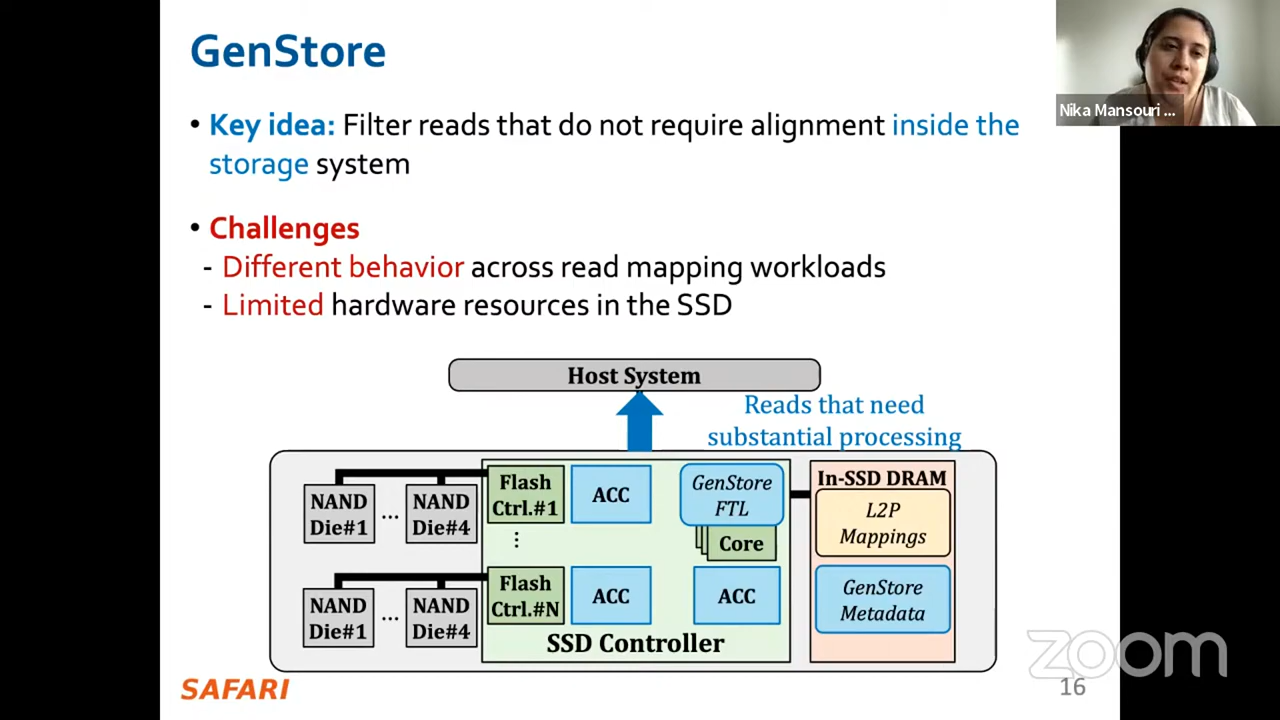 GenStore
Nika Mansouri ...
• Key idea: Filter reads that do not require alignment inside the
storage system
• Challenges
- Different behavior across read mapping workloads
- Limited hardware resources in the SSD
Host System
Reads that need
substantial processing
NAND
Die#1
...
NAND
Die#4
Flash
Ctrl.#1
ACC
GenStore
FTL
Core
In-SSD DRAM
L2P
Mappings
⋮
NAND
Die#1
...
NAND
Die#4
Flash
Ctrl.#N
ACC
ACC
GenStore
Metadata
SSD Controller
zoom
SAFARI
16